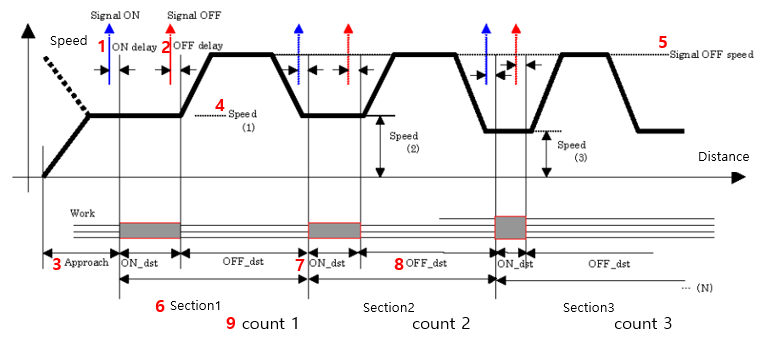 Signal ON
Signal OFF
Speed
1 ON delay
2 OFF delay
5 Signal OFF speed
4 Speed
(1)
Speed
(2)
Speed
(3)
Distance
Work
3 Approach
ON_dst
OFF_dst
7 ON_dst
8 OFF_dst
ON_dst
OFF_dst
··· (N)
6 Section1
Section2
Section3
9 count 1
count 2
count 3